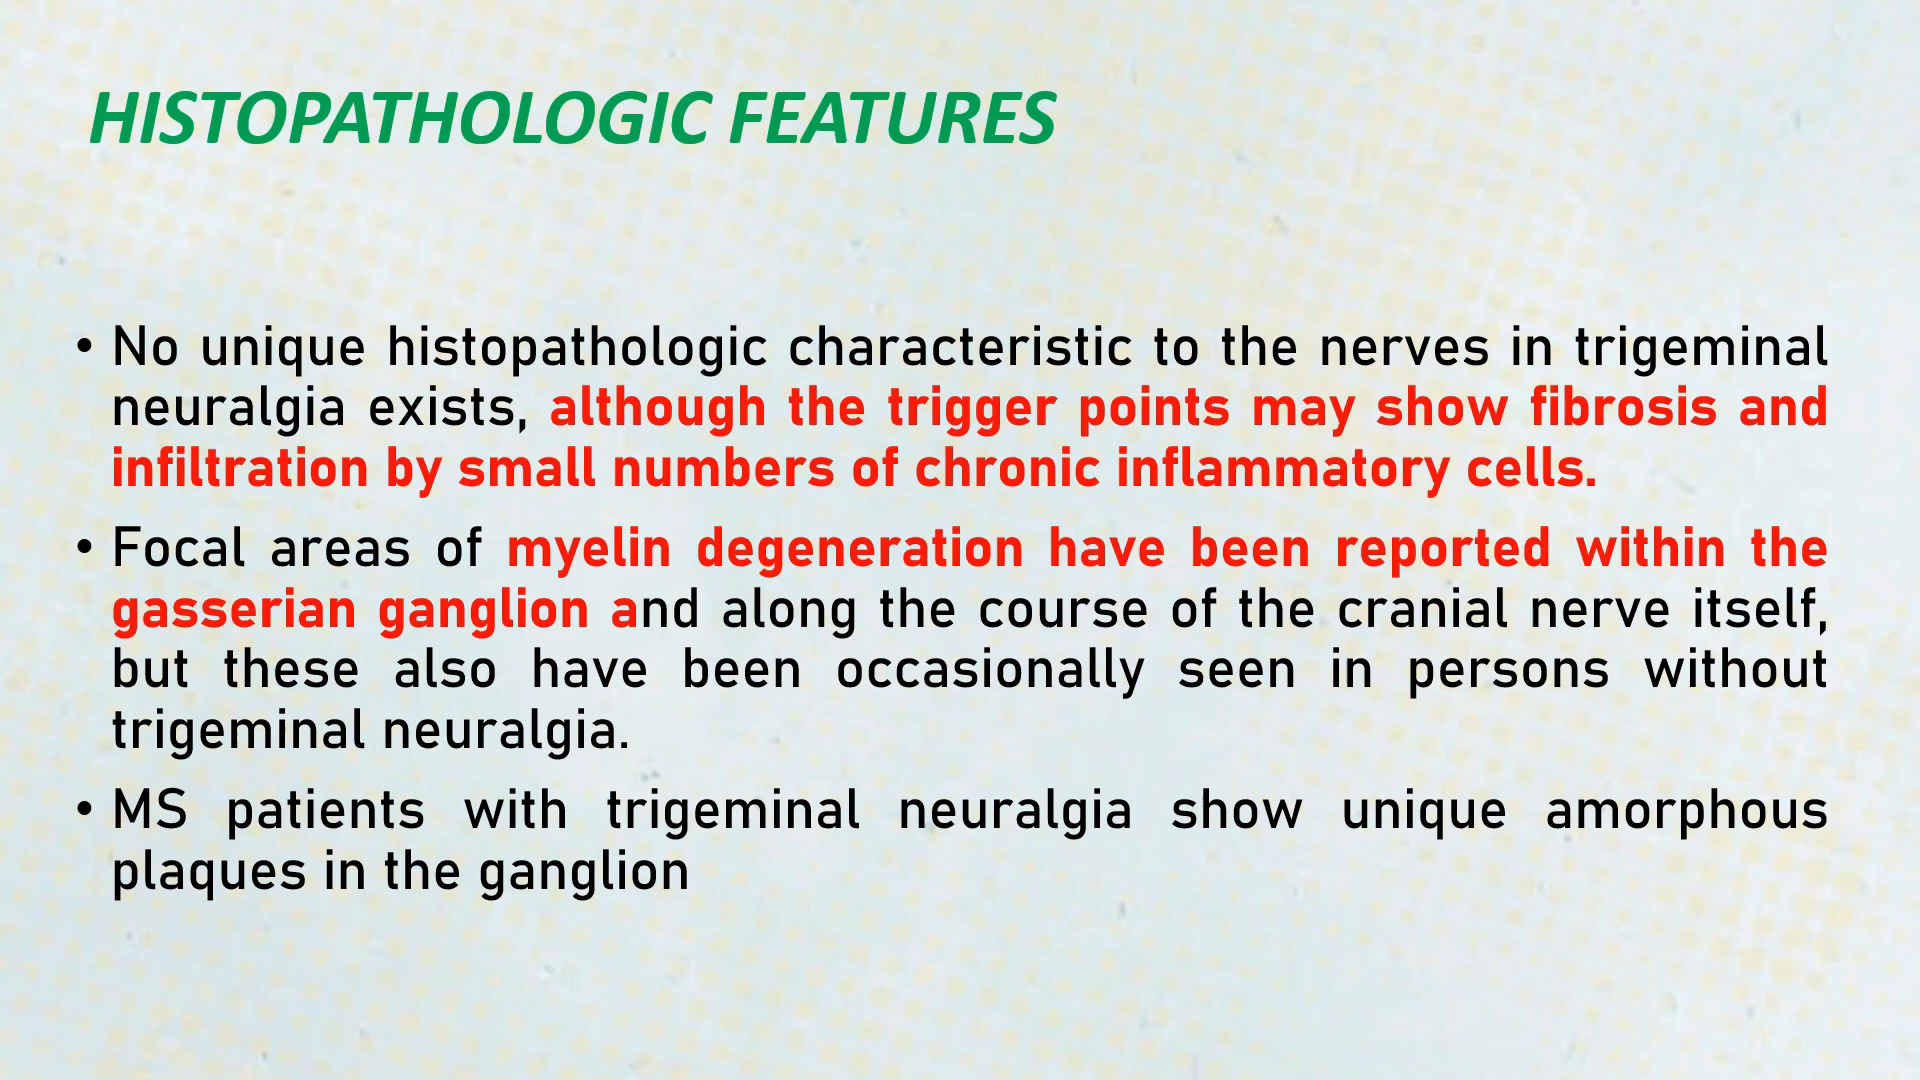 HISTOPATHOLOGIC FEATURES
• No unique histopathologic characteristic to the nerves in trigeminal
neuralgia exists, although the trigger points may show fibrosis and
infiltration by small numbers of chronic inflammatory cells.
• Focal areas of myelin degeneration have been reported within the
gasserian ganglion and along the course of the cranial nerve itself,
but these also have been occasionally seen in persons without
trigeminal neuralgia.
• MS patients with trigeminal neuralgia show unique amorphous
plaques in the ganglion